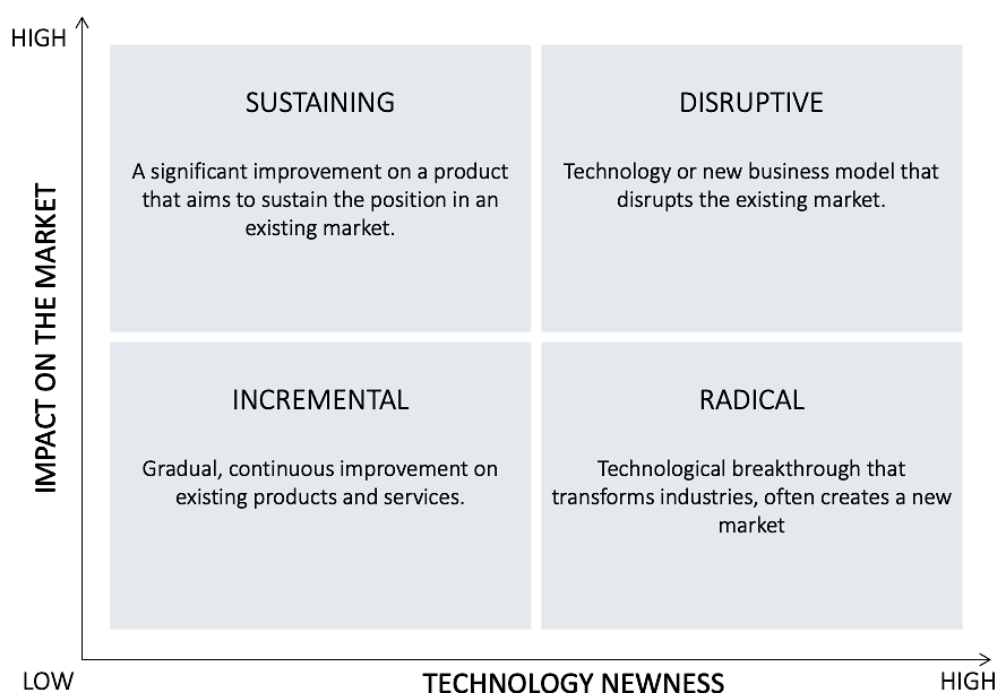 HIGH
SUSTAINING
A significant improvement on a product
that aims to sustain the position in an
existing market.
DISRUPTIVE
Technology or new business model that
disrupts the existing market.
IMPACT ON THE MARKET
INCREMENTAL
Gradual, continuous improvement on
existing products and services.
RADICAL
Technological breakthrough that
transforms industries, often creates a new
market
LOW
TECHNOLOGY NEWNESS
HIGH